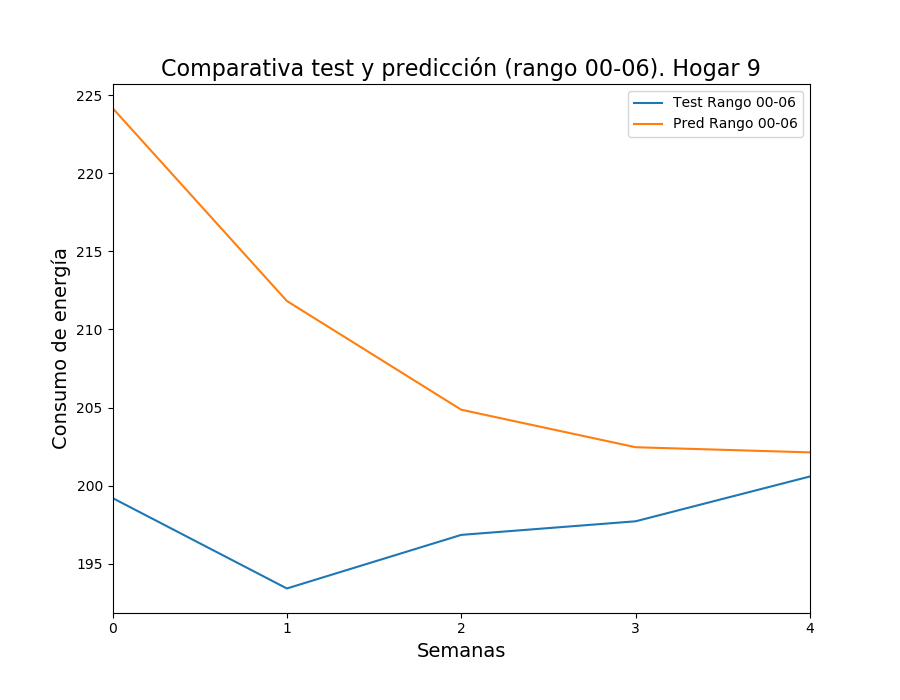 Comparativa test y predicción (rango 00-06). Hogar 9
Test Rango 00-06
Pred Rango 00-06
225
220
215
210
205
200
195
Consumo de energía
0 1 2 3 4
Semanas